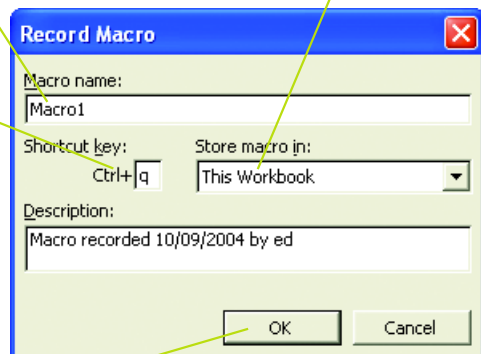 Record Macro
Macro name:
Macro1
Shortcut key: Store macro in:
Ctrl+ q This Workbook
Description:
Macro recorded 10/09/2004 by ed
OK Cancel